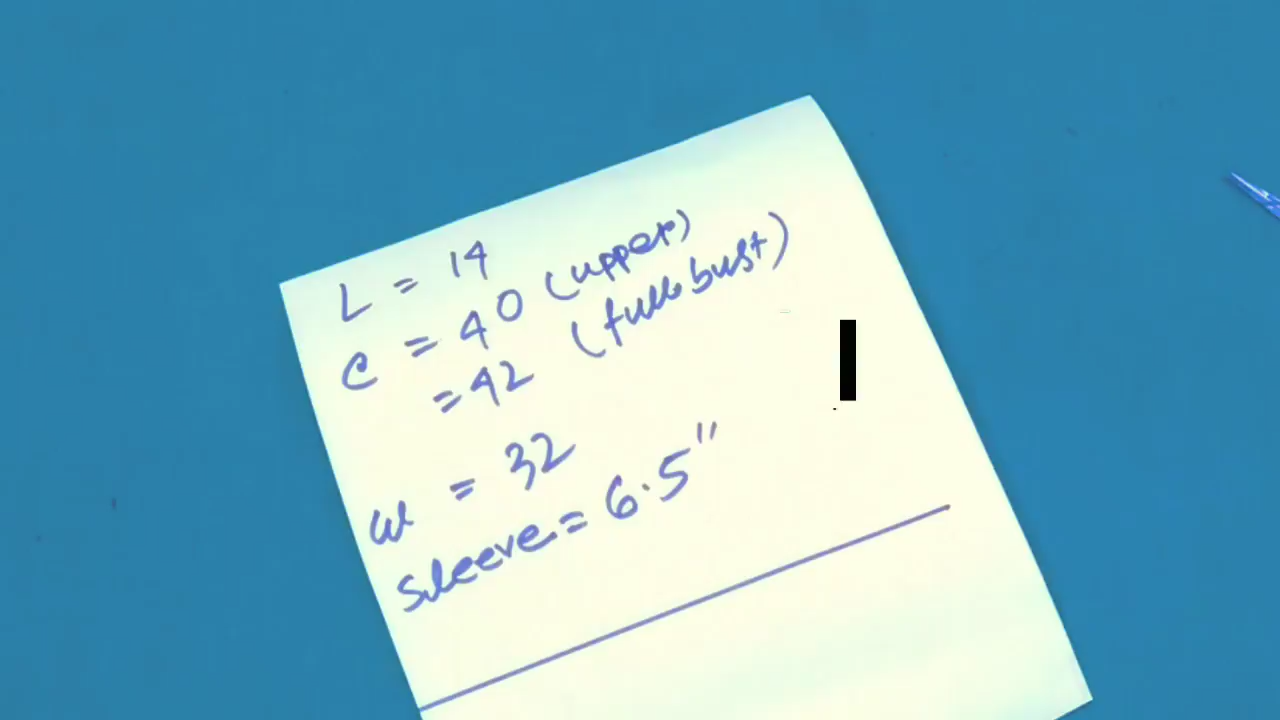 L = 14
C = 40 (upper)
= 42 (full bust)
W = 32
Sleeve = 6.5"